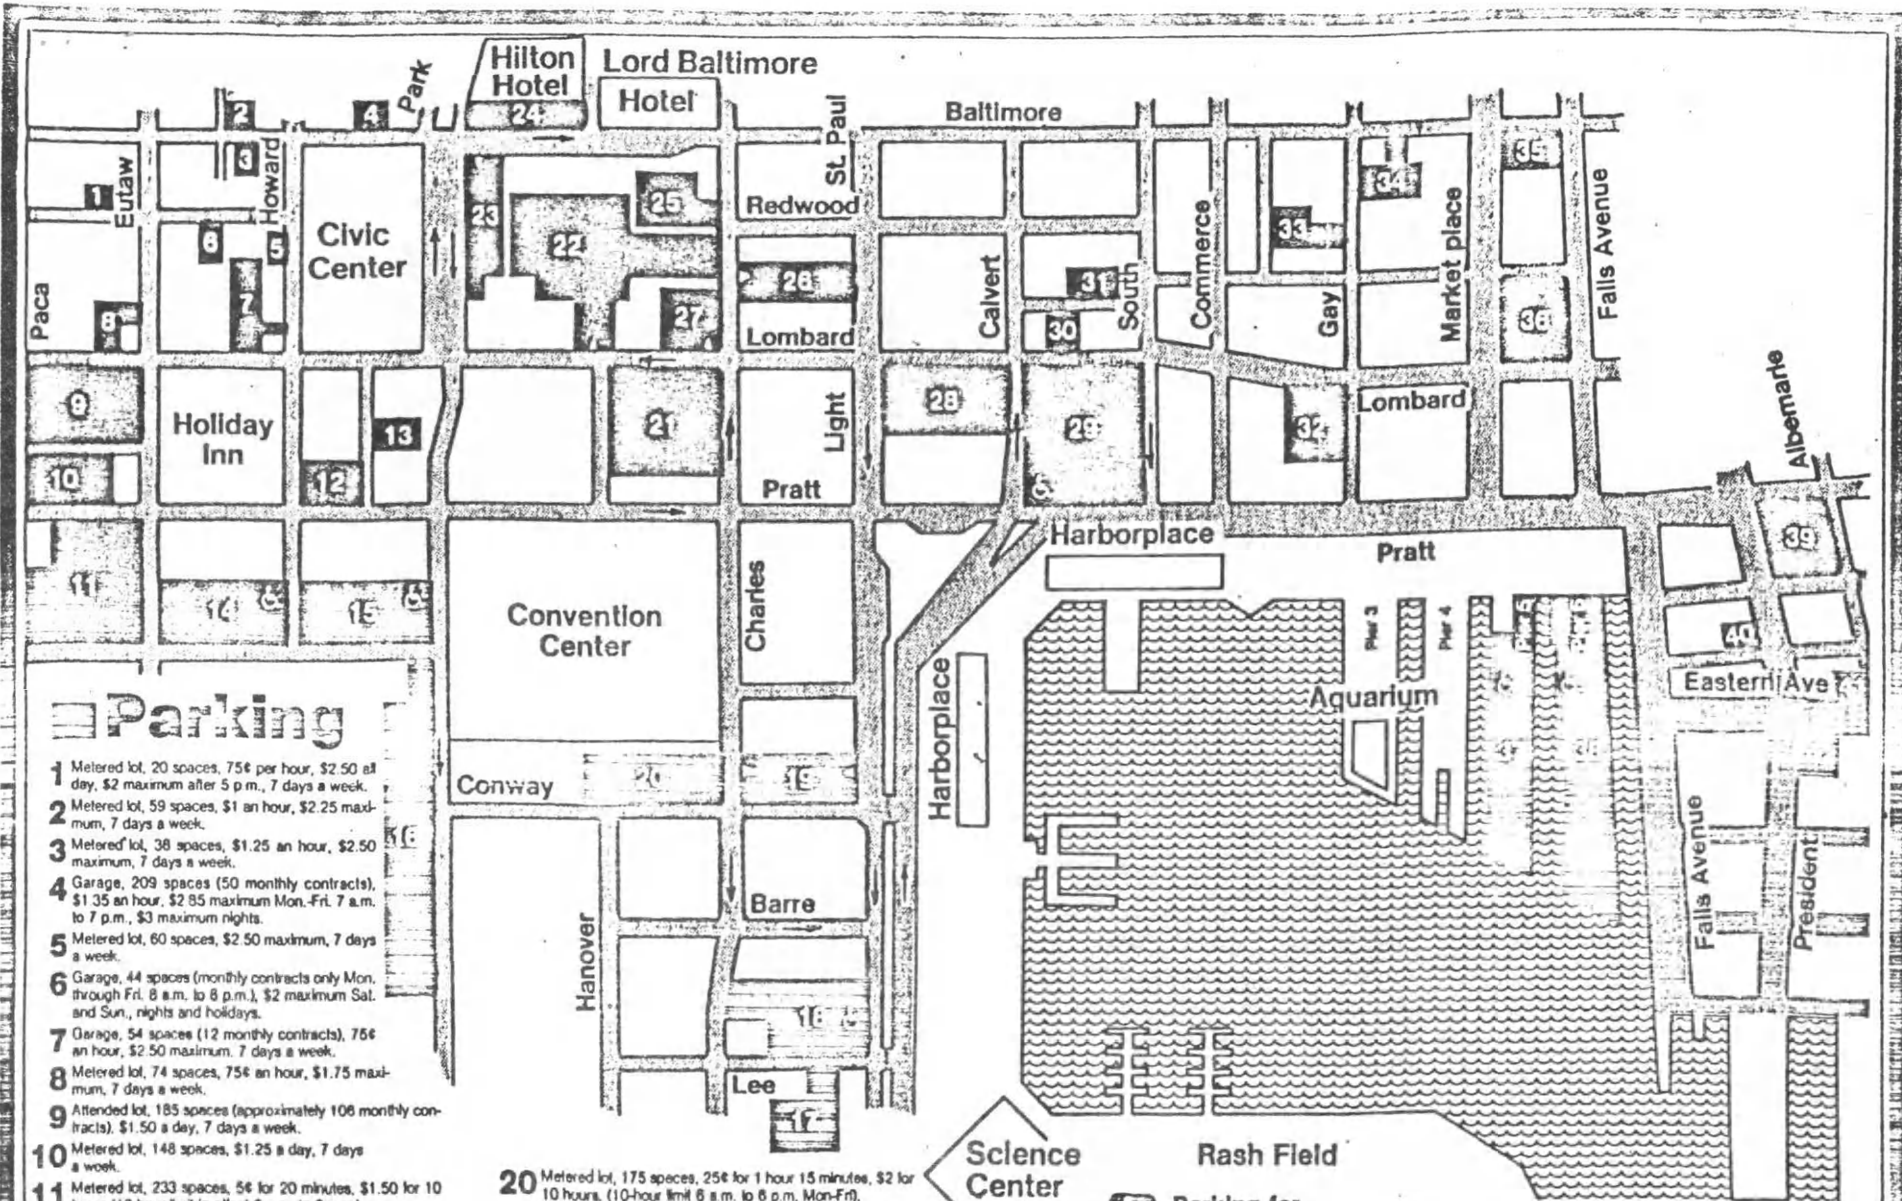 Hilton
Hotel
Lord Baltimore
Hotel
Park
24
2
4
St. Paul
Baltimore
3
Howard
Eutaw
1
6
5
7
8
Paca
Civic
Center
23
22
25
Redwood
26
27
Lombard
Calvert
31
30
South
Commerce
33
Gay
34
35
Market place
36
Falls Avenue
9
10
Holiday
Inn
12
13
21
Light
28
29
32
Lombard
Albemarle
Pratt
11
14
15
Convention
Center
Charles
Harborplace
Pratt
39
40
Harborplace
Pier 3
Pier 4
Aquarium
Eastern Ave
Conway
20
19
Falls Avenue
President
Hanover
Barre
18
Lee
17
Science
Center
Rash Field
Parking for
Parking
1 Metered lot, 20 spaces, 75¢ per hour, $2.50 all
day, $2 maximum after 5 p.m., 7 days a week.
2 Metered lot, 59 spaces, $1 an hour, $2.25 maxi-
mum, 7 days a week.
3 Metered lot, 38 spaces, $1.25 an hour, $2.50
maximum, 7 days a week.
4 Garage, 209 spaces (50 monthly contracts),
$1.35 an hour, $2.85 maximum Mon.-Fri. 7 a.m.
to 7 p.m., $3 maximum nights.
5 Metered lot, 60 spaces, $2.50 maximum, 7 days
a week.
6 Garage, 44 spaces (monthly contracts only Mon.
through Fri. 8 a.m. to 6 p.m.), $2 maximum Sat.
and Sun., nights and holidays.
7 Garage, 54 spaces (12 monthly contracts), 75¢
an hour, $2.50 maximum, 7 days a week.
8 Metered lot, 74 spaces, 75¢ an hour, $1.75 maxi-
mum, 7 days a week.
9 Attended lot, 185 spaces (approximately 106 monthly con-
tracts). $1.50 a day, 7 days a week.
10 Metered lot, 148 spaces, $1.25 a day, 7 days
a week.
11 Metered lot, 233 spaces, 5¢ for 20 minutes, $1.50 for 10
20 Metered lot, 175 spaces, 25¢ for 1 hour 15 minutes, $2 for
10 hours, (10-hour limit 6 a.m. to 6 p.m. Mon-Fri).